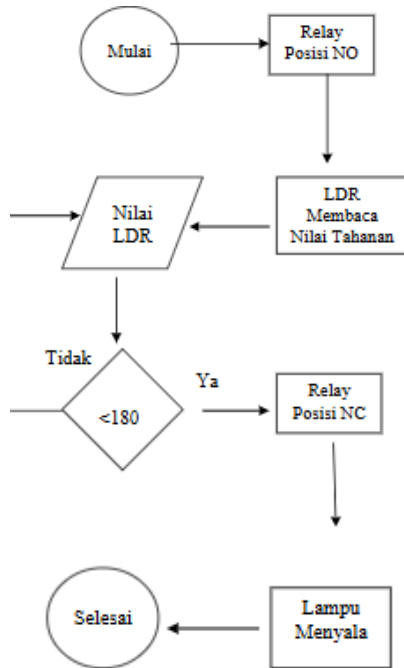 Mulai
Relay
Posisi NO
LDR
Membaca
Nilai Tahanan
Nilai
LDR
Tidak
<180
Ya
Relay
Posisi NC
Lampu
Menyala
Selesai